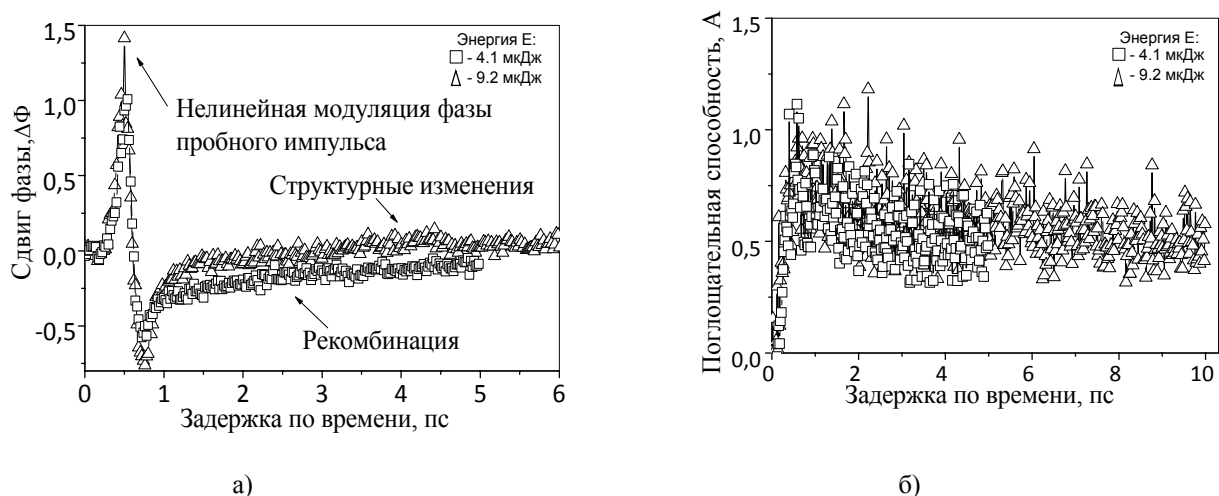 1,5
1,0
0,5
0,0
-0,5
Сдвиг фазы,ΔΦ
Энергия E:
- 4.1 мкДж
- 9.2 мкДж
Нелинейная модуляция фазы
пробного импульса
Структурные изменения
Рекомбинация
0 1 2 3 4 5 6
Задержка по времени, пс
а)
1,5
1,0
0,5
0,0
Поглощательная способность, А
Энергия E:
- 4.1 мкДж
- 9.2 мкДж
0 2 4 6 8 10
Задержка по времени, пс
б)